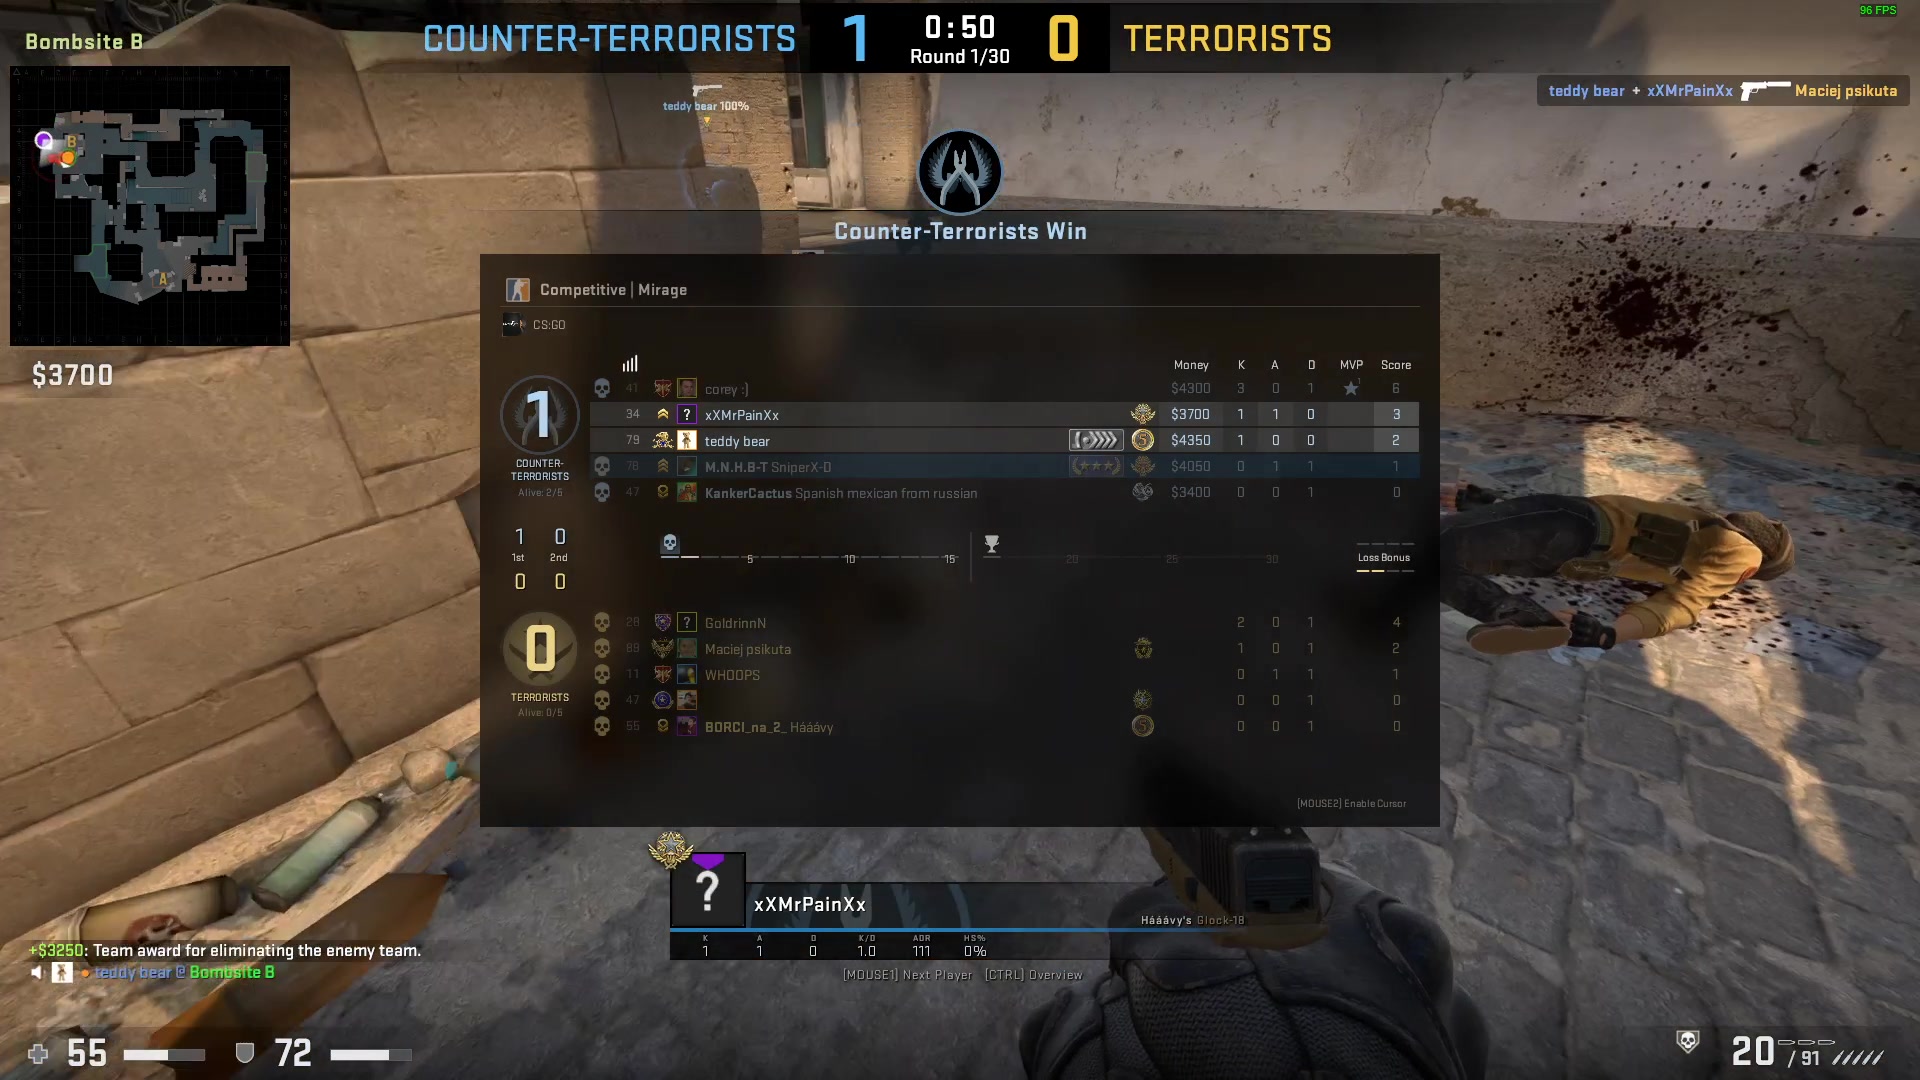 96 FPS
Bombsite B
COUNTER-TERRORISTS 1 0:50 0 TERRORISTS
Round 1/30
teddy bear + xXMrPainXx Maciej psikuta
teddy bear 100%
B
A
$3700
Counter-Terrorists Win
Competitive | Mirage
CS:GO
Money K A D MVP Score
41 corey :) $4300 3 0 1 1 6
34 ? xXMrPainXx $3700 1 1 0 3
79 teddy bear 5 $4350 1 0 0 2
78 M.N.H.B-T SniperX-D $4050 0 1 1 1
47 KankerCactus Spanish mexican from russian $3400 0 0 1 0
1
COUNTER-
TERRORISTS
Alive: 2/5
1 0
1st 2nd
0 0
5 10 15 20 25 30
Loss Bonus
28 ? GoldrinnN 2 0 1 4
89 Maciej psikuta 1 0 1 2
11 WHOOPS 0 1 1 1
47 0 0 1 0
55 BORCI_na_2_ Hááávy 5 0 0 1 0
0
TERRORISTS
Alive: 0/5
[MOUSE2] Enable Cursor
?
xXMrPainXx
Hááávy's Glock-18
K A D K/D ADR HS%
1 1 0 1.0 111 0%
[MOUSE1] Next Player [CTRL] Overview
+$3250: Team award for eliminating the enemy team.
teddy bear @ Bombsite B
55 72
20 / 91